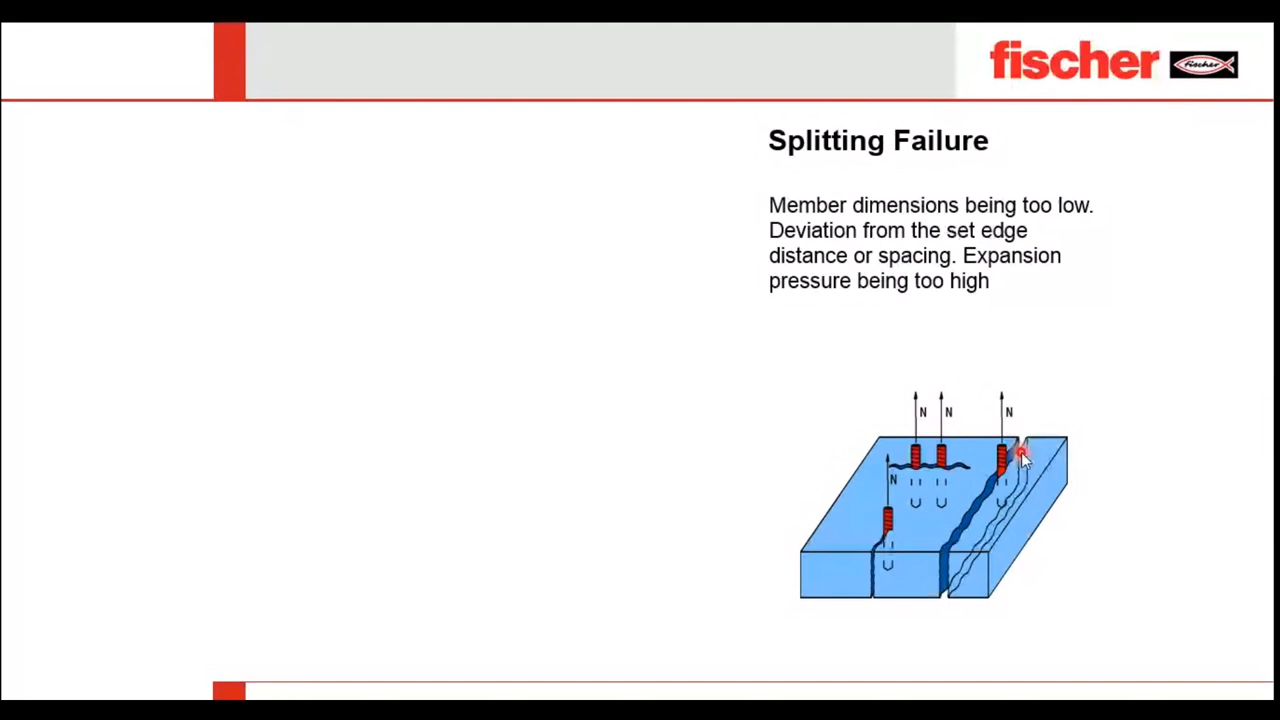 fischer
fischer
Splitting Failure
Member dimensions being too low.
Deviation from the set edge
distance or spacing. Expansion
pressure being too high
N
N
N
N